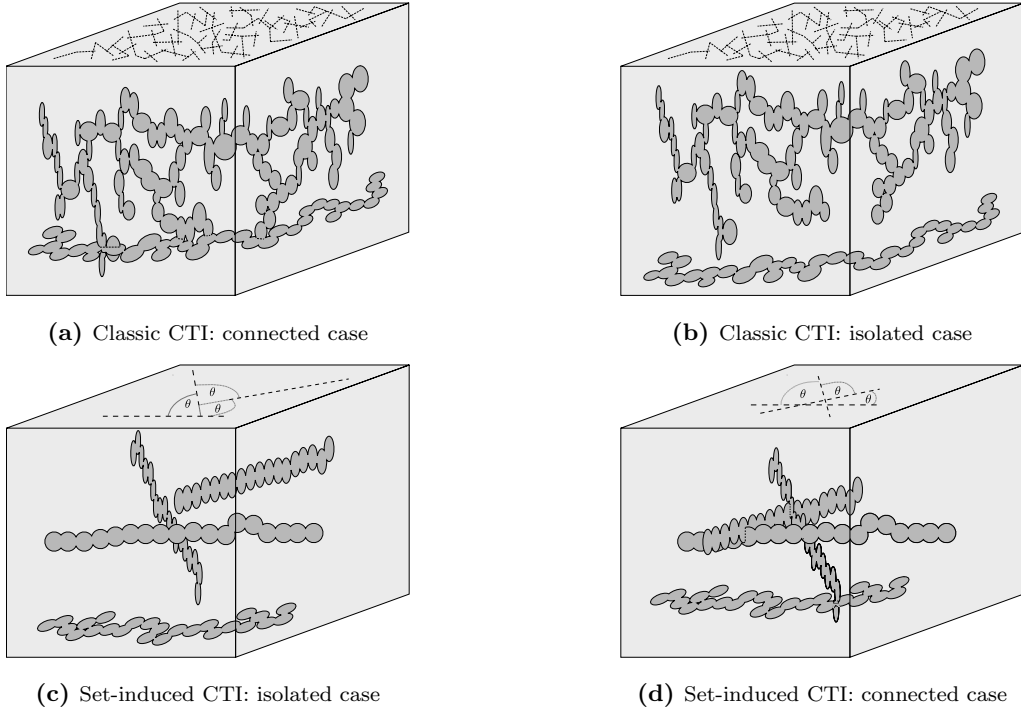 (a) Classic CTI: connected case
(b) Classic CTI: isolated case
θ
θ
θ
θ
θ
θ
(c) Set-induced CTI: isolated case
(d) Set-induced CTI: connected case